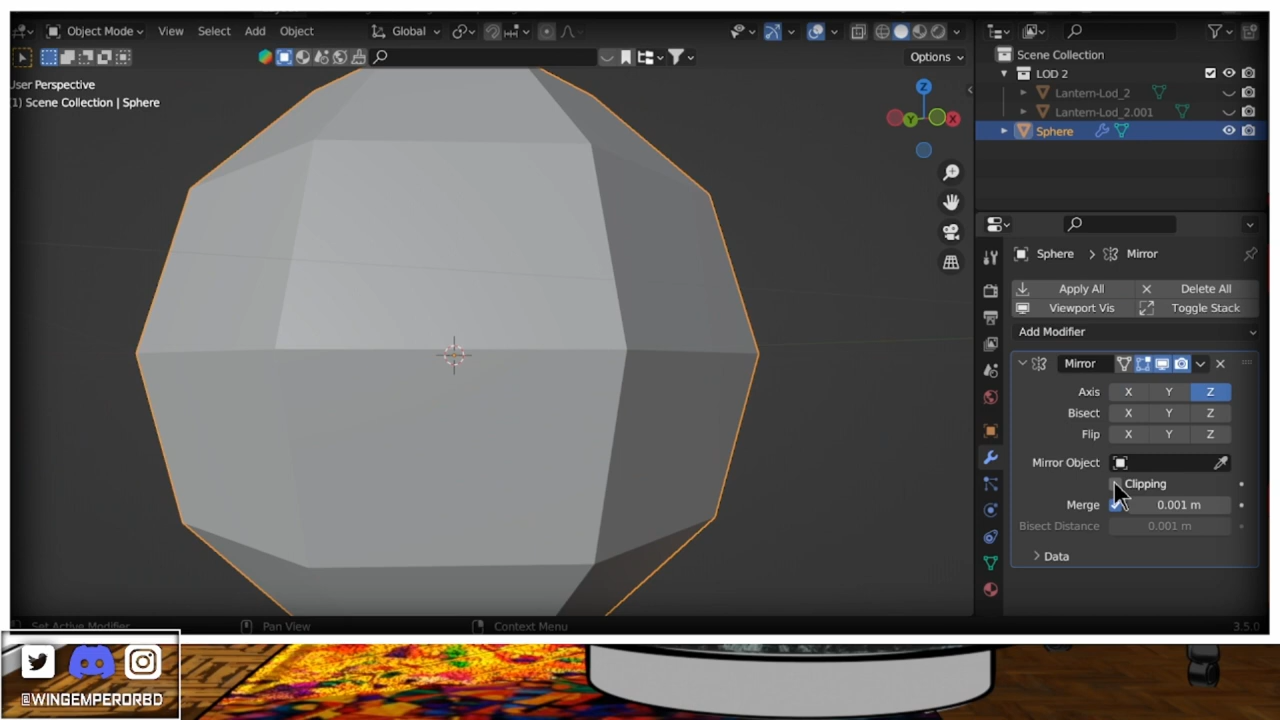 Object Mode View Select Add Object Global
Options
User Perspective
(1) Scene Collection | Sphere
Z
Y
X
Scene Collection
LOD 2
Lantern-Lod_2
Lantern-Lod_2.001
Sphere
Sphere > Mirror
Apply All Delete All
Viewport Vis Toggle Stack
Add Modifier
Mirror
Axis X Y Z
Bisect X Y Z
Flip X Y Z
Mirror Object
Clipping
Merge 0.001 m
Bisect Distance 0.001 m
Data
Set Active Modifier Pan View Context Menu 3.5.0
@WINGEMPERORBD